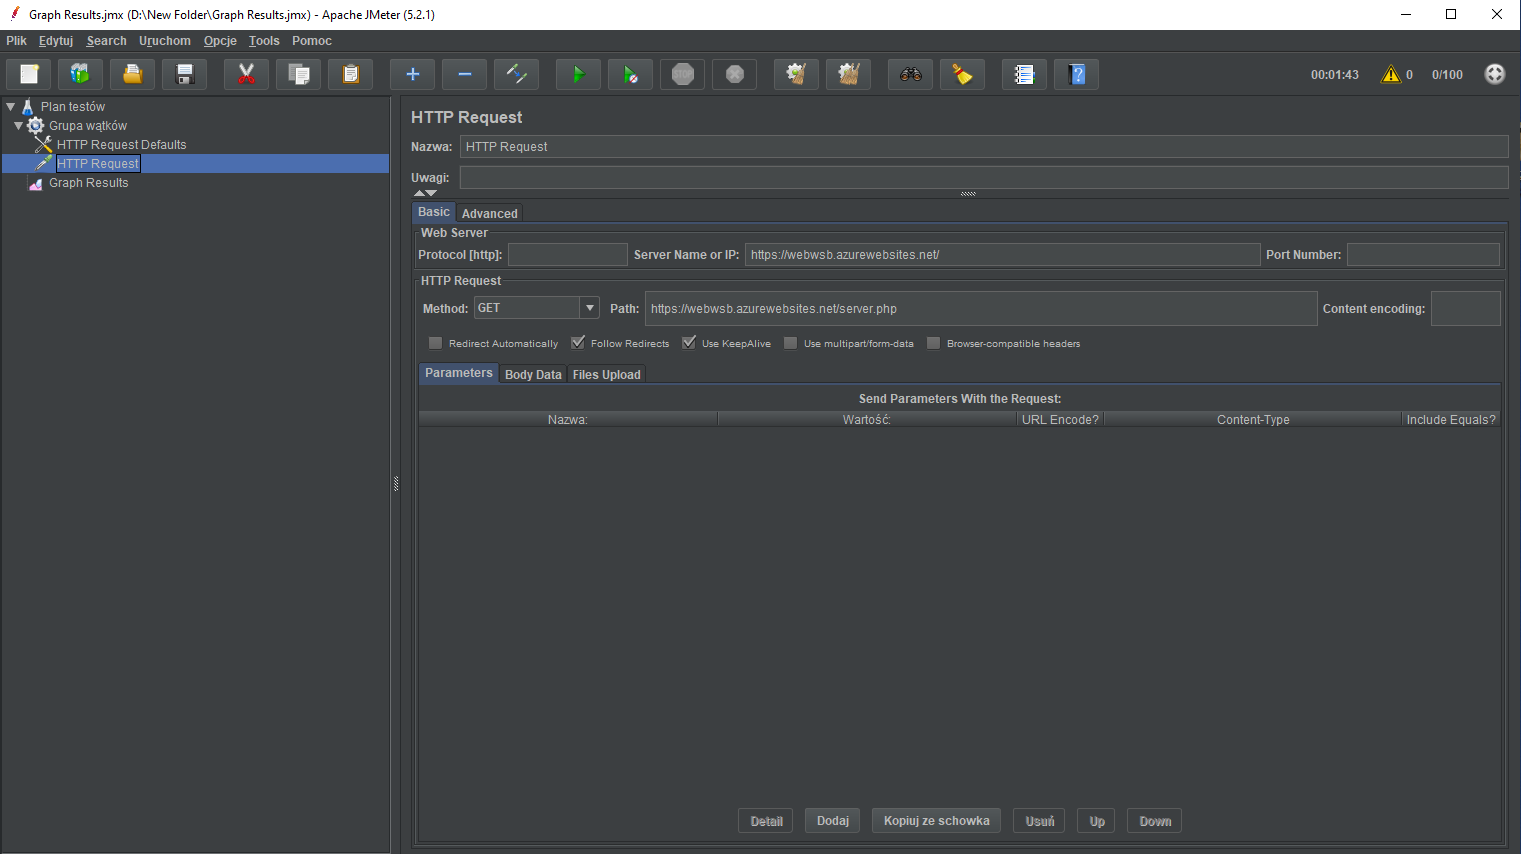 Graph Results.jmx (D:\New Folder\Graph Results.jmx) - Apache JMeter (5.2.1)
Plik Edytuj Search Uruchom Opcje Tools Pomoc
STOP 00:01:43 0 0/100
Plan testów
Grupa wątków
HTTP Request Defaults
HTTP Request
Graph Results
HTTP Request
Nazwa: HTTP Request
Uwagi:
Basic Advanced
Web Server
Protocol [http]: Server Name or IP: https://webwsb.azurewebsites.net/ Port Number:
HTTP Request
Method: GET Path: https://webwsb.azurewebsites.net/server.php Content encoding:
Redirect Automatically Follow Redirects Use KeepAlive Use multipart/form-data Browser-compatible headers
Parameters Body Data Files Upload
Send Parameters With the Request:
Nazwa: Wartość: URL Encode? Content-Type Include Equals?
Detail Dodaj Kopiuj ze schowka Usuń Up Down